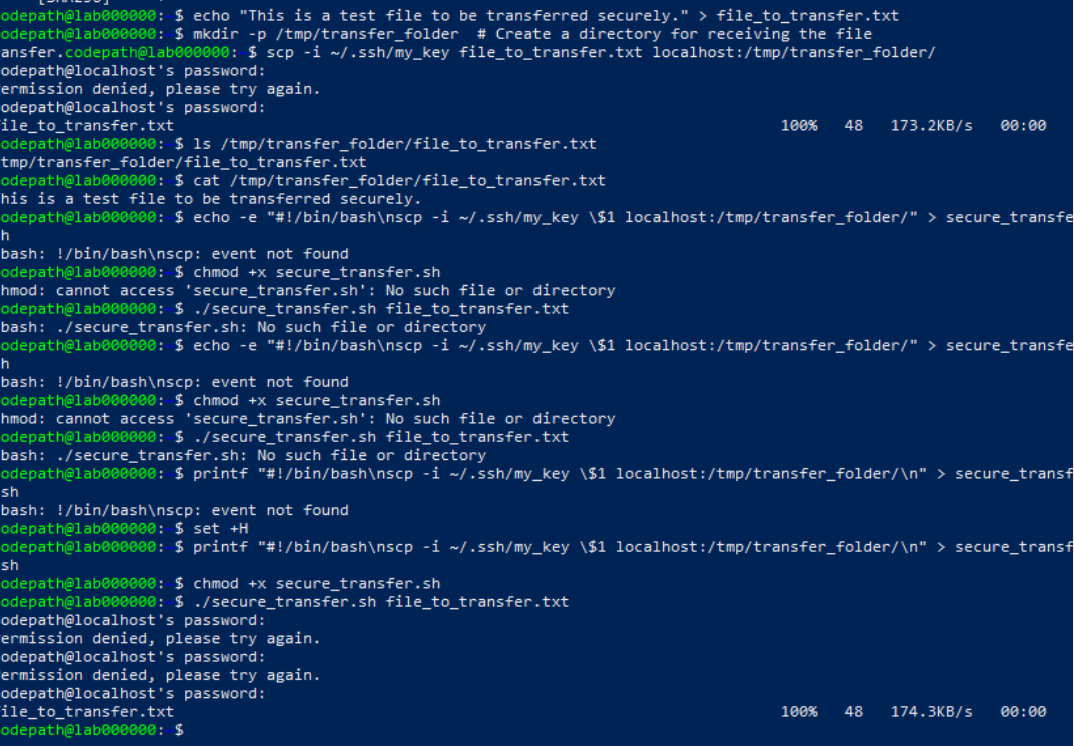 [SHA256]
odepath@lab000000: $ echo "This is a test file to be transferred securely." > file_to_transfer.txt
odepath@lab000000: $ mkdir -p /tmp/transfer_folder  # Create a directory for receiving the file
ansfer.codepath@lab000000: $ scp -i ~/.ssh/my_key file_to_transfer.txt localhost:/tmp/transfer_folder/
odepath@localhost's password:
ermission denied, please try again.
odepath@localhost's password:
ile_to_transfer.txt 100% 48 173.2KB/s 00:00
odepath@lab000000: $ ls /tmp/transfer_folder/file_to_transfer.txt
tmp/transfer_folder/file_to_transfer.txt
odepath@lab000000: $ cat /tmp/transfer_folder/file_to_transfer.txt
his is a test file to be transferred securely.
odepath@lab000000: $ echo -e "#!/bin/bash\nscp -i ~/.ssh/my_key \$1 localhost:/tmp/transfer_folder/" > secure_transfe
h
bash: !/bin/bash\nscp: event not found
odepath@lab000000: $ chmod +x secure_transfer.sh
hmod: cannot access 'secure_transfer.sh': No such file or directory
odepath@lab000000: $ ./secure_transfer.sh file_to_transfer.txt
bash: ./secure_transfer.sh: No such file or directory
odepath@lab000000: $ echo -e "#!/bin/bash\nscp -i ~/.ssh/my_key \$1 localhost:/tmp/transfer_folder/" > secure_transfe
h
bash: !/bin/bash\nscp: event not found
odepath@lab000000: $ chmod +x secure_transfer.sh
hmod: cannot access 'secure_transfer.sh': No such file or directory
odepath@lab000000: $ ./secure_transfer.sh file_to_transfer.txt
bash: ./secure_transfer.sh: No such file or directory
odepath@lab000000: $ printf "#!/bin/bash\nscp -i ~/.ssh/my_key \$1 localhost:/tmp/transfer_folder/\n" > secure_transf
sh
bash: !/bin/bash\nscp: event not found
odepath@lab000000: $ set +H
odepath@lab000000: $ printf "#!/bin/bash\nscp -i ~/.ssh/my_key \$1 localhost:/tmp/transfer_folder/\n" > secure_transf
sh
odepath@lab000000: $ chmod +x secure_transfer.sh
odepath@lab000000: $ ./secure_transfer.sh file_to_transfer.txt
odepath@localhost's password:
ermission denied, please try again.
odepath@localhost's password:
ermission denied, please try again.
odepath@localhost's password:
ile_to_transfer.txt 100% 48 174.3KB/s 00:00
odepath@lab000000: $